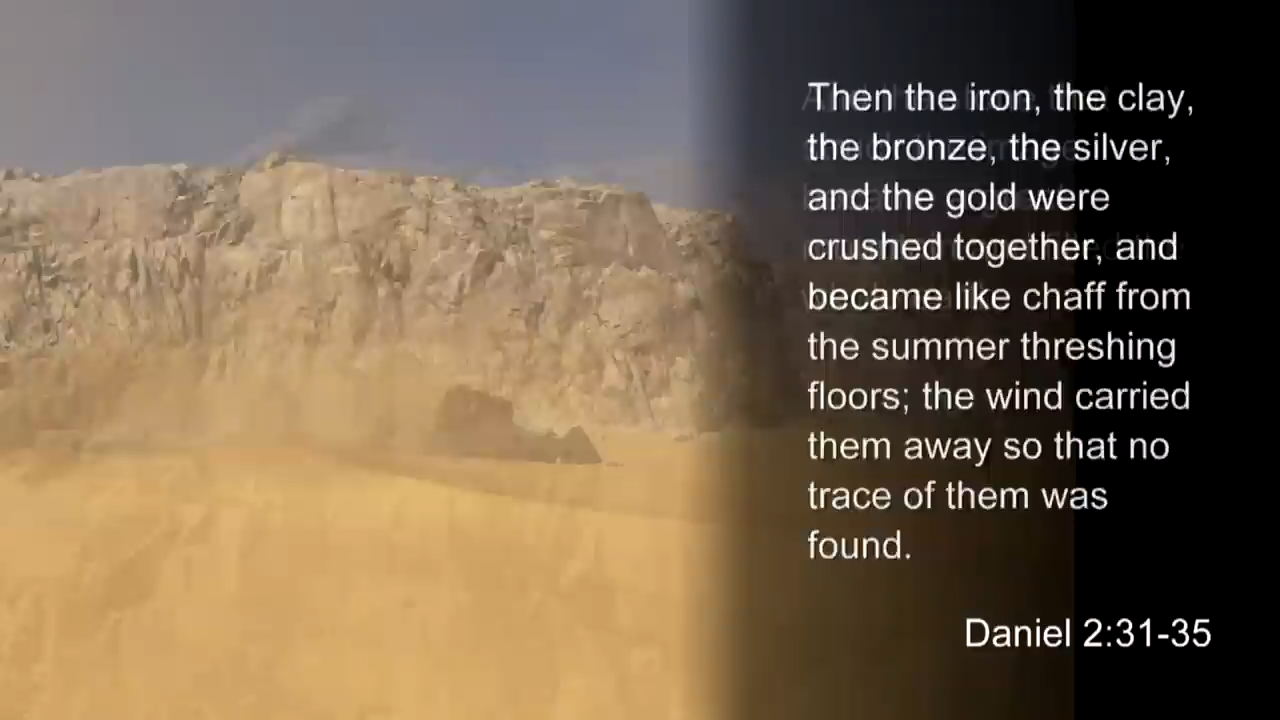 Then the iron, the clay,
the bronze, the silver,
and the gold were
crushed together, and
became like chaff from
the summer threshing
floors; the wind carried
them away so that no
trace of them was
found.
Daniel 2:31-35